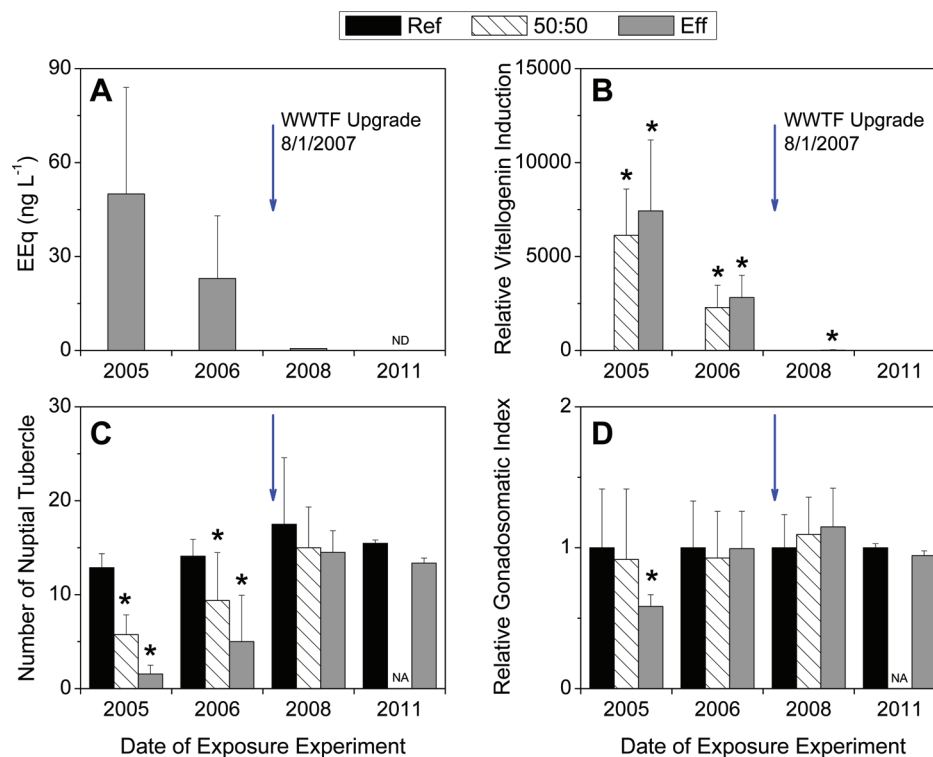 Ref 50:50 Eff
A
EEq (ng L-1)
90
60
30
0
WWTF Upgrade
8/1/2007
ND
2005 2006 2008 2011
B
Relative Vitellogenin Induction
15000
10000
5000
0
WWTF Upgrade
8/1/2007
* * * * *
2005 2006 2008 2011
C
Number of Nuptial Tubercle
30
20
10
0
* * * *
NA
2005 2006 2008 2011
Date of Exposure Experiment
D
Relative Gonadosomatic Index
2
1
0
*
NA
2005 2006 2008 2011
Date of Exposure Experiment